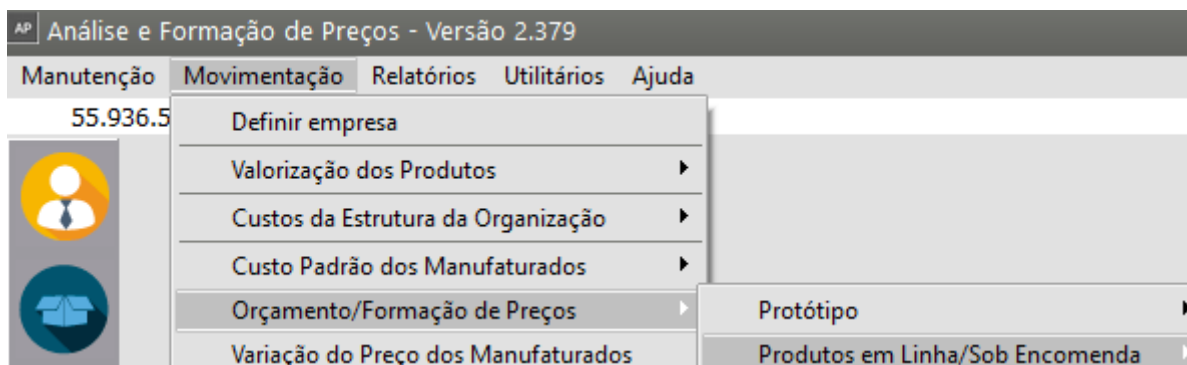 AP Análise e Formação de Preços - Versão 2.379
Manutenção Movimentação Relatórios Utilitários Ajuda
55.936.5
Definir empresa
Valorização dos Produtos
Custos da Estrutura da Organização
Custo Padrão dos Manufaturados
Orçamento/Formação de Preços Protótipo
Variação do Preço dos Manufaturados Produtos em Linha/Sob Encomenda